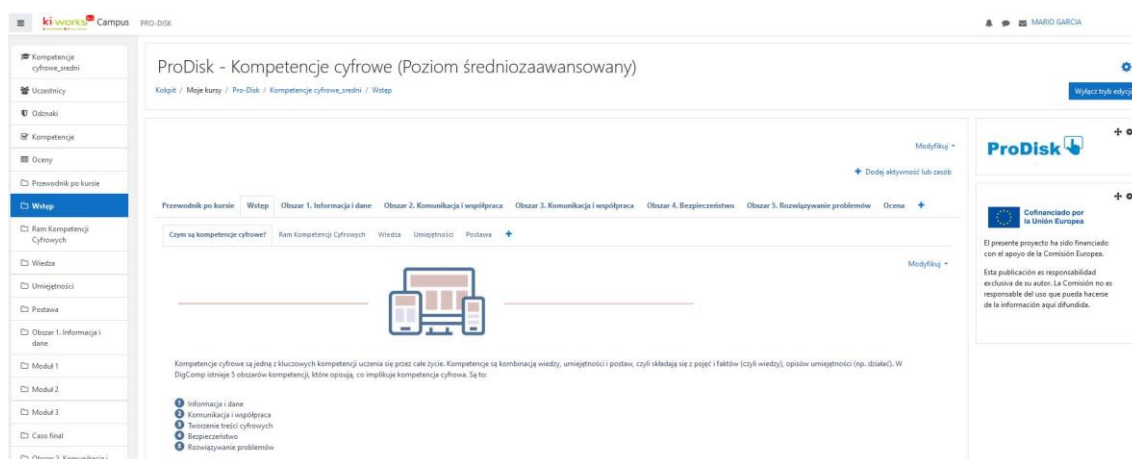 ki-works Campus PRO-DISK MARIO GARCIA
Kompetencje
cyfrowe_sredni
Uczestnicy
Odznaki
Kompetencje
Oceny
Przewodnik po kursie
Wstęp
Ram Kompetencji
Cyfrowych
Wiedza
Umiejętności
Postawa
Obszar 1. Informacja i
dane
Moduł 1
Moduł 2
Moduł 3
Caso final
Obszar 2. Komunikacja i
ProDisk - Kompetencje cyfrowe (Poziom średniozaawansowany)
Kokpit / Moje kursy / Pro-Disk / Kompetencje cyfrowe_sredni / Wstęp
Wyłącz tryb edycji
Modyfikuj
Dodaj aktywność lub zasób
Przewodnik po kursie Wstęp Obszar 1. Informacja i dane Obszar 2. Komunikacja i współpraca Obszar 3. Komunikacja i współpraca Obszar 4. Bezpieczeństwo Obszar 5. Rozwiązywanie problemów Ocena
Czym są kompetencje cyfrowe? Ram Kompetencji Cyfrowych Wiedza Umiejętności Postawa
Modyfikuj
Kompetencje cyfrowe są jedną z kluczowych kompetencji uczenia się przez całe życie. Kompetencje są kombinacją wiedzy, umiejętności i postaw, czyli składają się z pojęć i faktów (czyli wiedzy), opisów umiejętności (np. działać). W
DigComp istnieje 5 obszarów kompetencji, które opisują, co implikuje kompetencja cyfrowa. Są to:
1 Informacja i dane
2 Komunikacja i współpraca
3 Tworzenie treści cyfrowych
4 Bezpieczeństwo
5 Rozwiązywanie problemów
ProDisk
Cofinanciado por
la Unión Europea
El presente proyecto ha sido financiado
con el apoyo de la Comisión Europea.
Esta publicación es responsabilidad
exclusiva de su autor. La Comisión no es
responsable del uso que pueda hacerse
de la información aquí difundida.